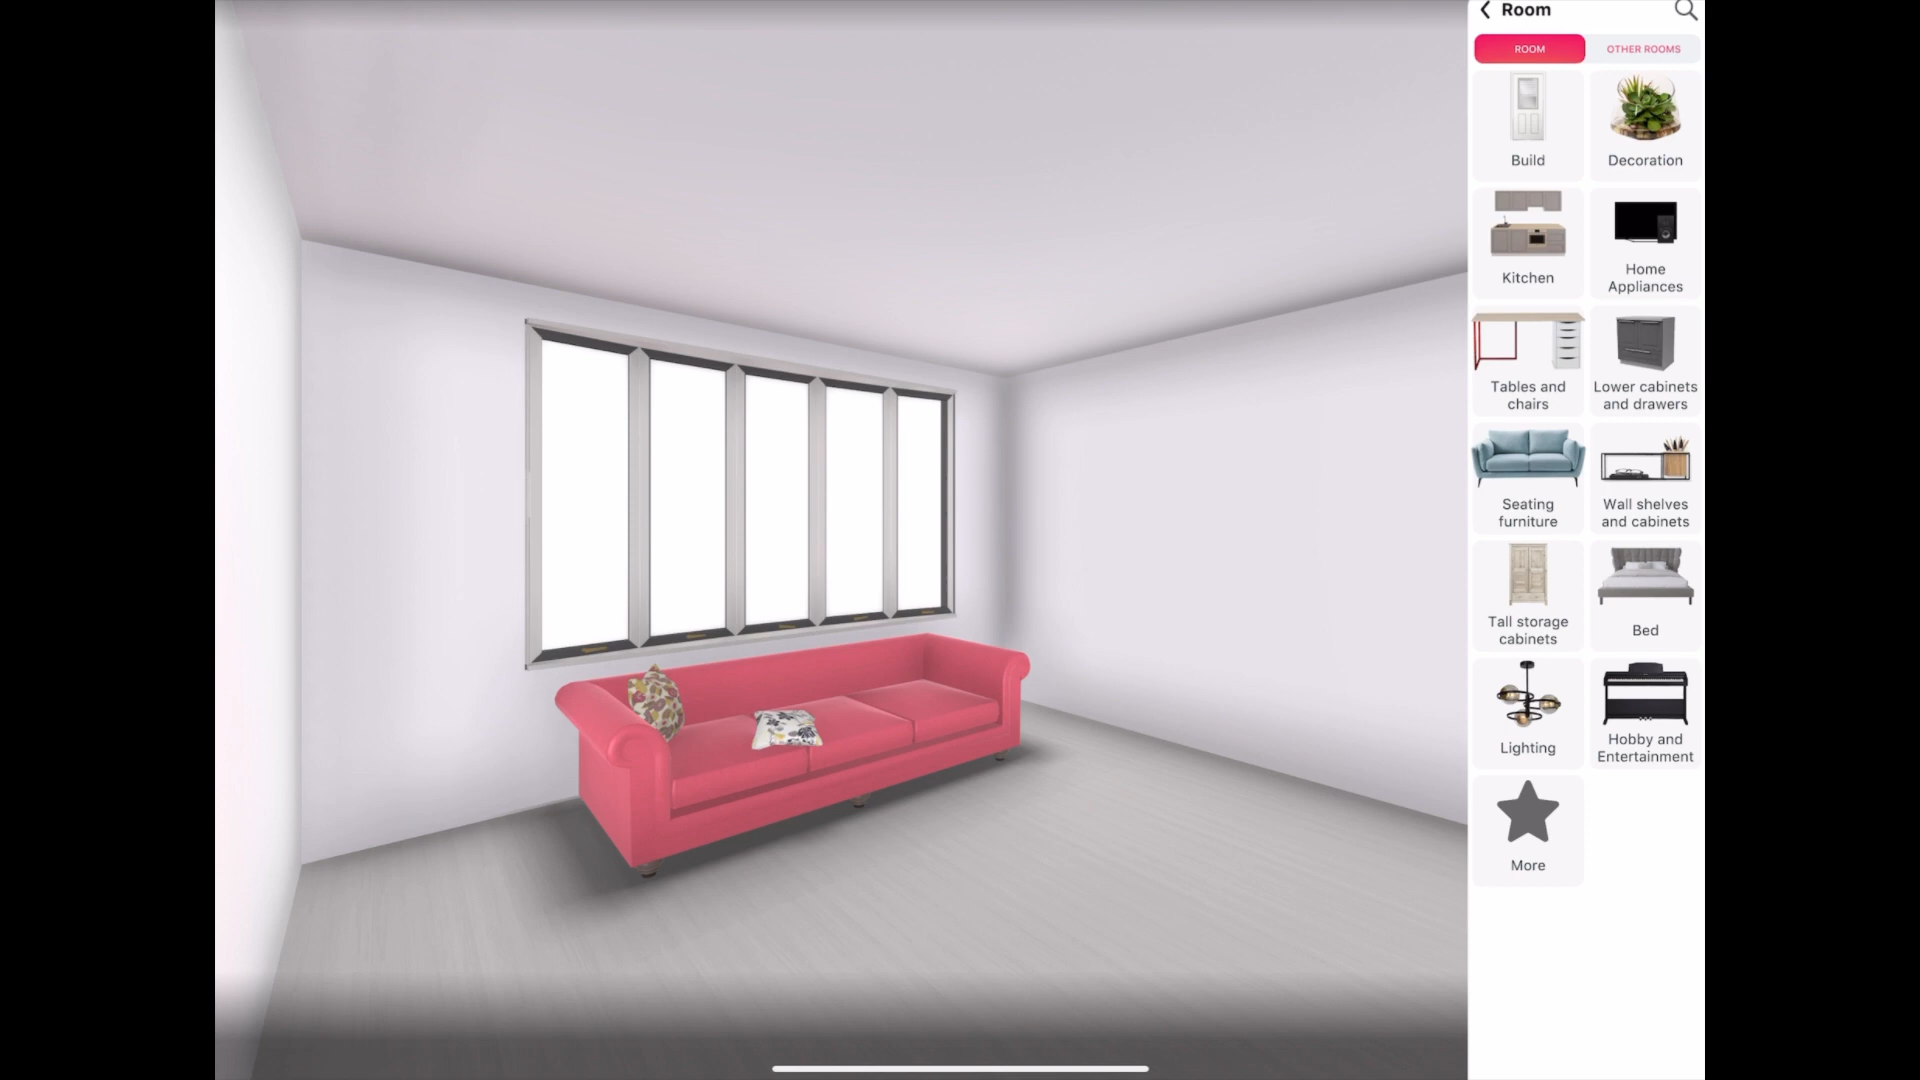 Room
ROOM
OTHER ROOMS
Build
Decoration
Kitchen
Home
Appliances
Tables and
chairs
Lower cabinets
and drawers
Seating
furniture
Wall shelves
and cabinets
Tall storage
cabinets
Bed
Lighting
Hobby and
Entertainment
More